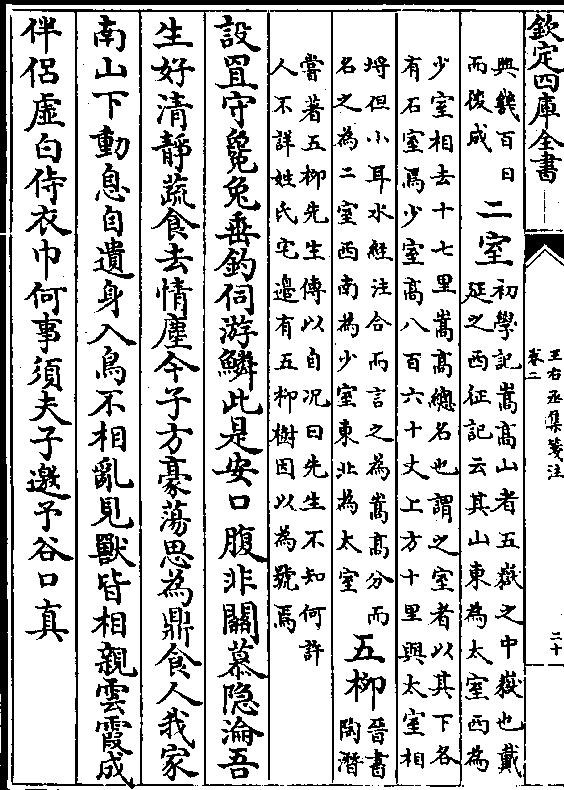 欽定四庫全書
王右丞集箋注
卷二
二十
興幾百日
而後成
二室
初學記嵩高山者五嶽之中嶽也戴
延之西征記云其山東為太室西為
少室相去十七里嵩高總名也謂之室者以其下各
有石室焉少室高八百六十丈上方十里與太室相
埒但小耳水經注合而言之為嵩高分而
名之為二室西南為少室東北為太室
五柳
晉書
陶潛
嘗著五柳先生傳以自況曰先生不知何許
人不詳姓氏宅邊有五柳樹因以為號焉
設罝守毚兔垂釣伺游鱗此是安口腹非關慕隱淪吾
生好清靜蔬食去情塵今子方豪蕩思為鼎食人我家
南山下動息自遺身入鳥不相亂見獸皆相親雲霞成
伴侶虛白侍衣巾何事須夫子邀予谷口真